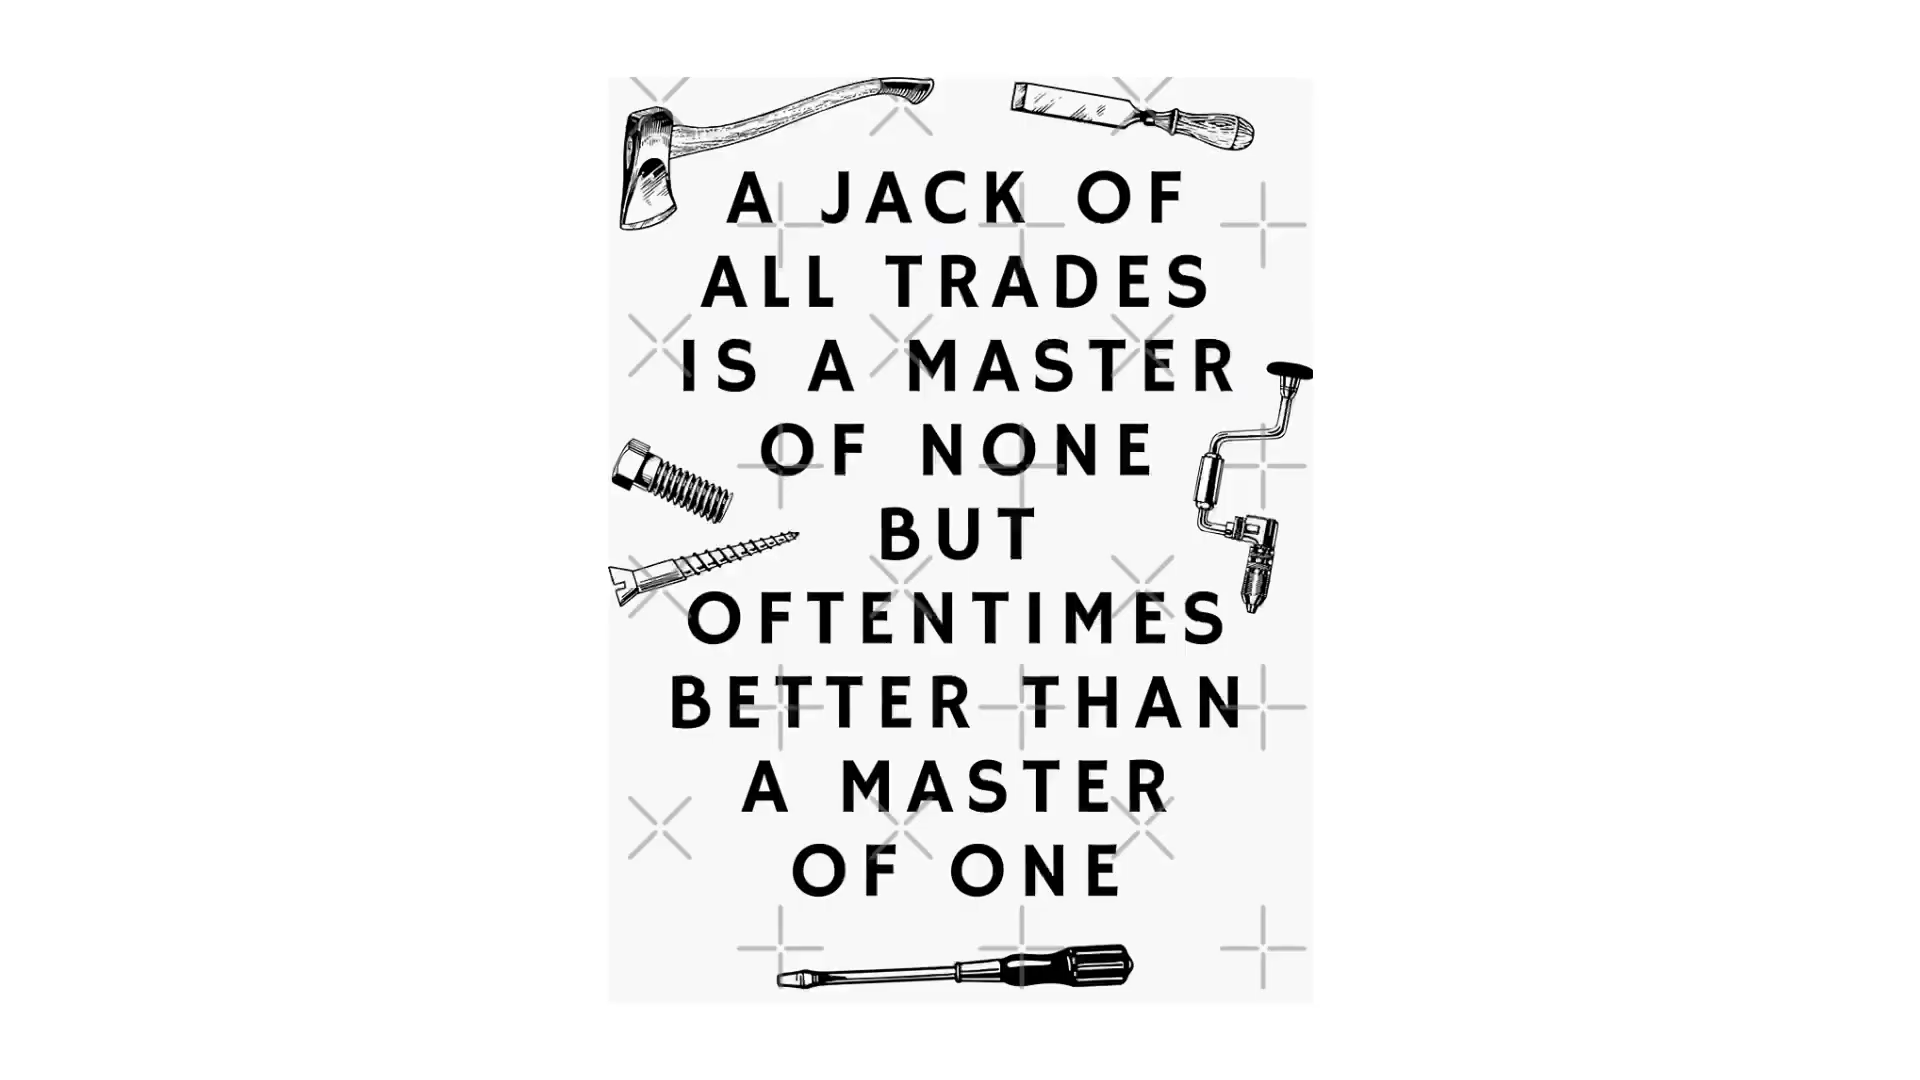 A JACK OF
ALL TRADES
IS A MASTER
OF NONE
BUT
OFTENTIMES
BETTER THAN
A MASTER
OF ONE